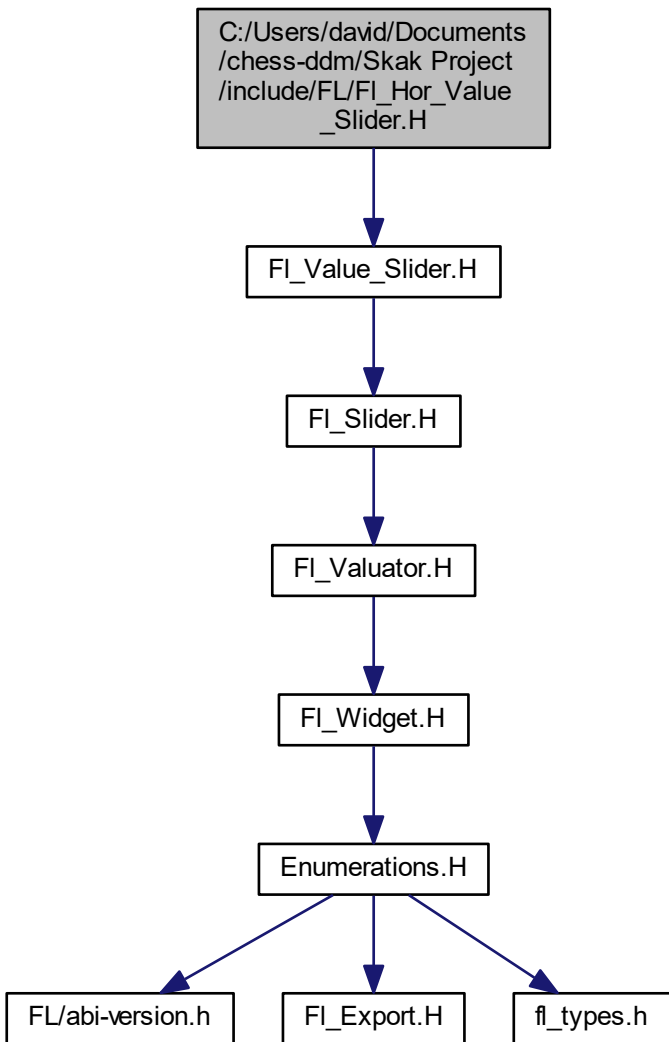 C:/Users/david/Documents
/chess-ddm/Skak Project
/include/FL/Fl_Hor_Value
_Slider.H
Fl_Value_Slider.H
Fl_Slider.H
Fl_Valuator.H
Fl_Widget.H
Enumerations.H
FL/abi-version.h
Fl_Export.H
fl_types.h